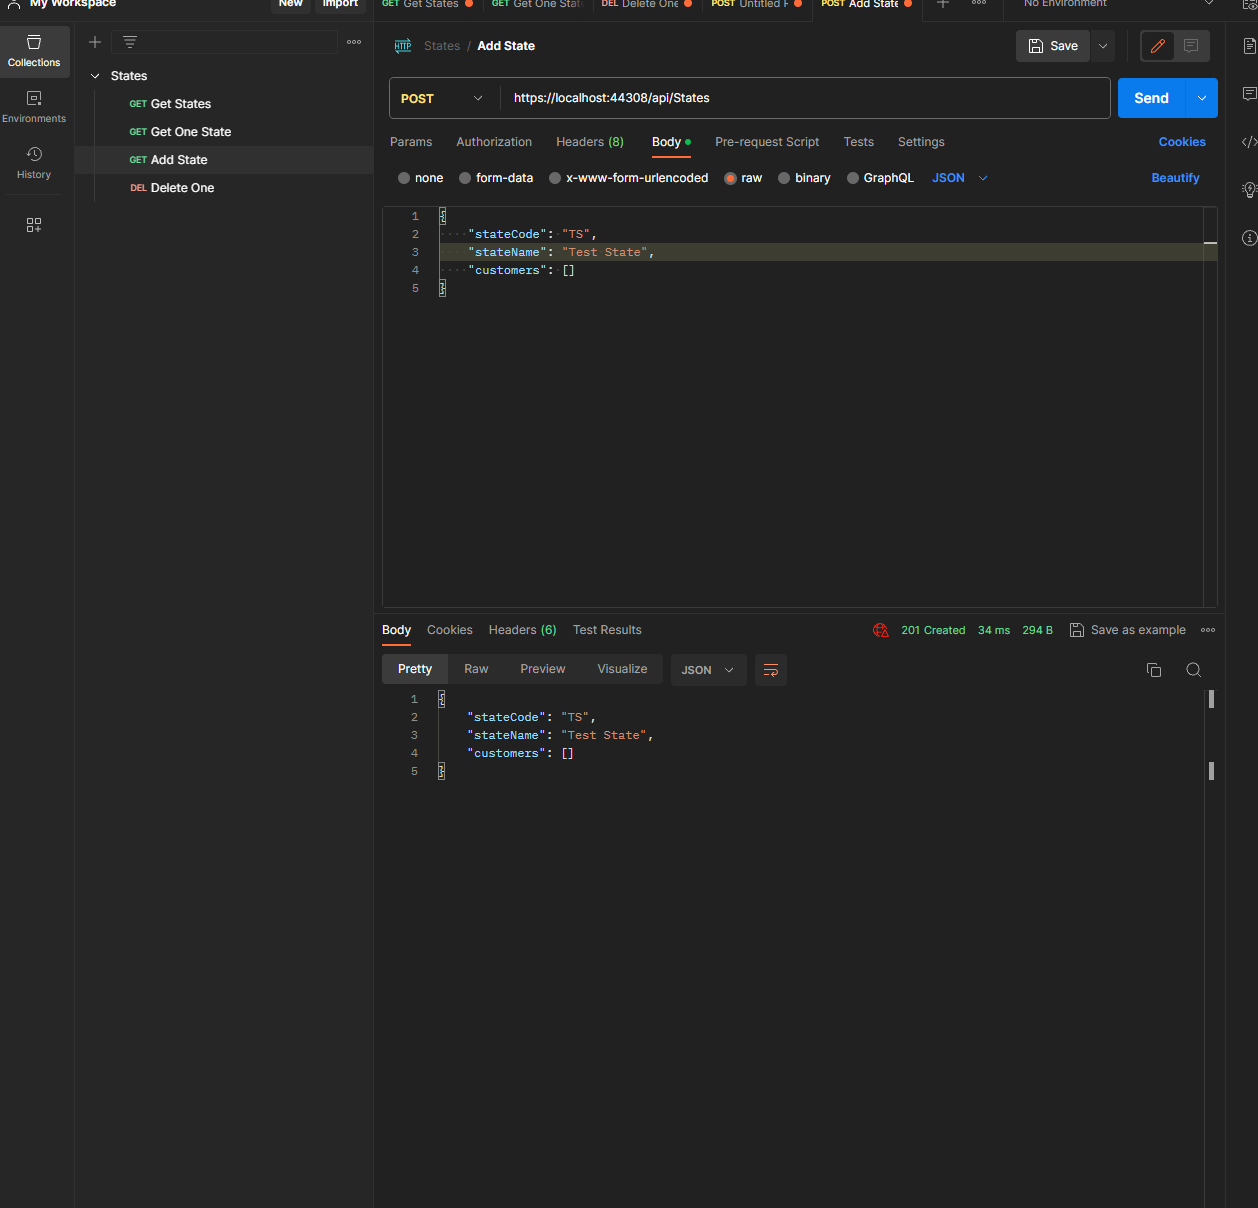 My Workspace
New
Import
GET Get States
GET Get One State
DEL Delete One
POST Untitled R
POST Add State
No Environment
Collections
Environments
History
States
GET Get States
GET Get One State
GET Add State
DEL Delete One
HTTP
States / Add State
Save
POST
https://localhost:44308/api/States
Send
Params
Authorization
Headers (8)
Body
Pre-request Script
Tests
Settings
Cookies
none
form-data
x-www-form-urlencoded
raw
binary
GraphQL
JSON
Beautify
1 {
2 "stateCode": "TS",
3 "stateName": "Test State",
4 "customers": []
5 }
Body
Cookies
Headers (6)
Test Results
201 Created
34 ms
294 B
Save as example
Pretty
Raw
Preview
Visualize
JSON
1 {
2 "stateCode": "TS",
3 "stateName": "Test State",
4 "customers": []
5 }